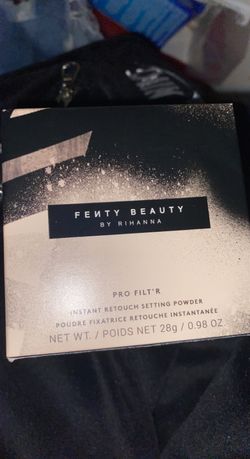 FEИTY BEAUTY
BY RIHANNA
PRO FILT'R
INSTANT RETOUCH SETTING POWDER
POUDRE FIXATRICE RETOUCHE INSTANTANÉE
NET WT. / POIDS NET 28g / 0.98 OZ.